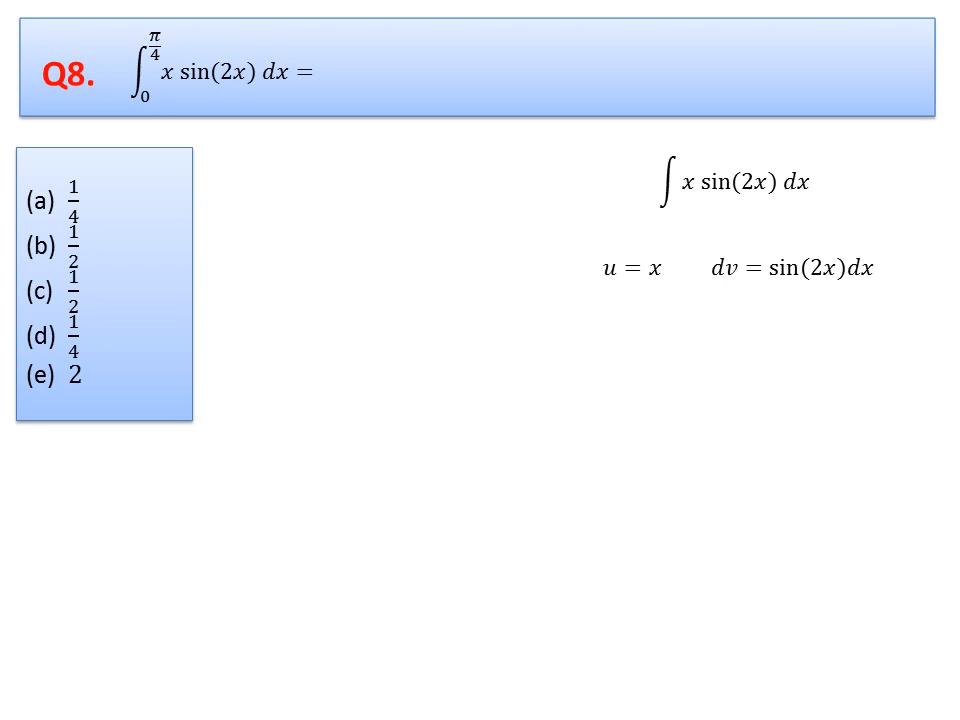 Q8. ∫₀^(π/4) x sin(2x) dx =
(a) 1/4
(b) 1/2
(c) 1/2
(d) 1/4
(e) 2
∫ x sin(2x) dx
u = x dv = sin(2x)dx